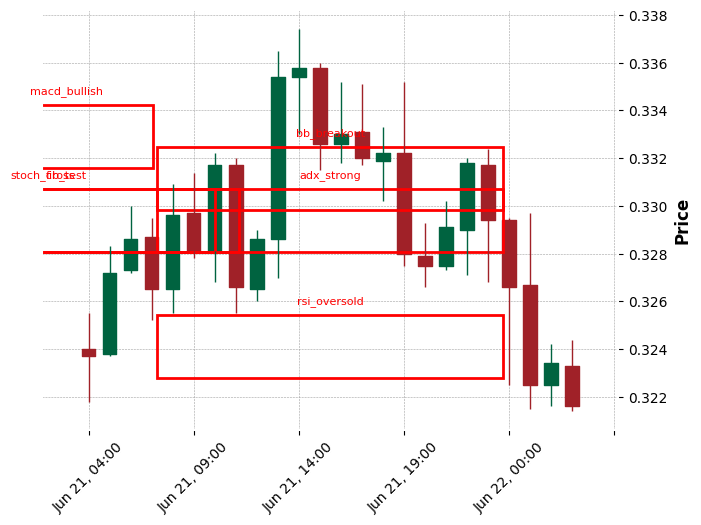 0.338
0.336
macd_bullish
0.334
bb_breakout
0.332
adx_strong
0.330
Price
0.328
rsi_oversold
0.326
0.324
0.322
Jun 21, 04:00
Jun 21, 09:00
Jun 21, 14:00
Jun 21, 19:00
Jun 22, 00:00